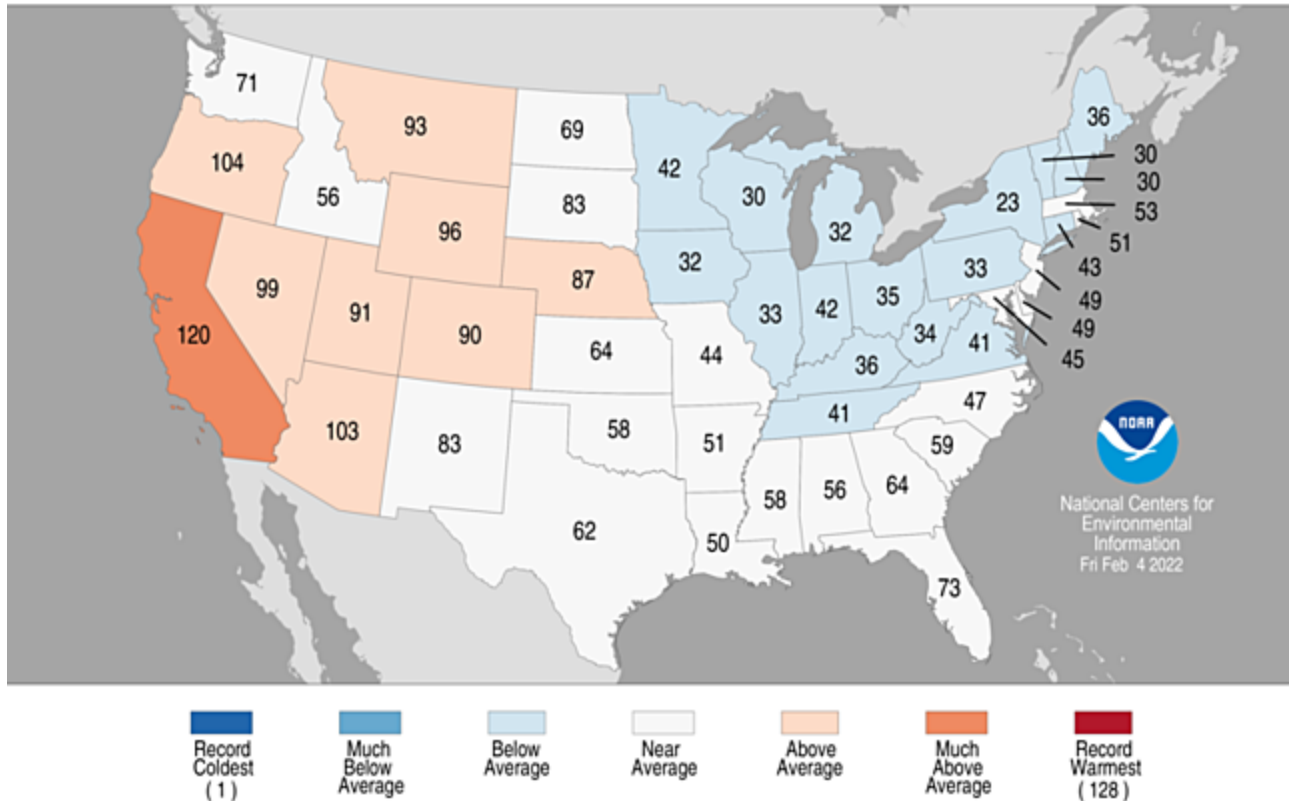 71
93
69
36
104
42
30
56
83
30
30
96
32
23
53
51
32
87
33
43
99
91
33
42
35
49
120
90
64
44
34
41
49
36
45
103
83
58
51
41
47
59
62
58
56
64
50
73
NOAA
National Centers for
Environmental
Information
Fri Feb 4 2022
Record
Coldest
( 1 )
Much
Below
Average
Below
Average
Near
Average
Above
Average
Much
Above
Average
Record
Warmest
( 128 )